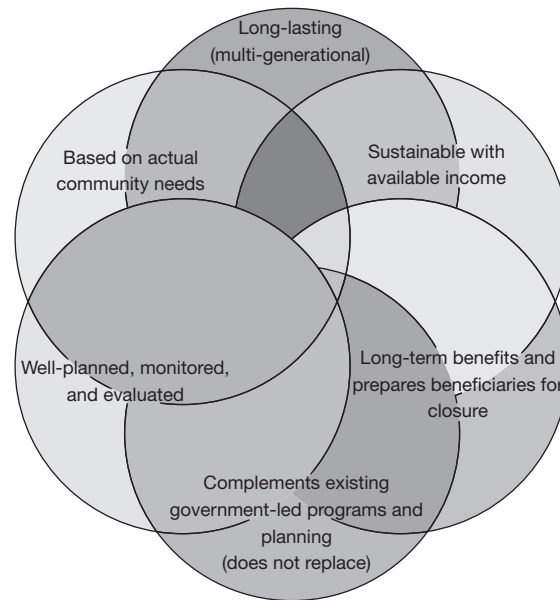 Long-lasting
(multi-generational)
Based on actual
community needs
Sustainable with
available income
Well-planned, monitored,
and evaluated
Long-term benefits and
prepares beneficiaries for
closure
Complements existing
government-led programs and
planning
(does not replace)